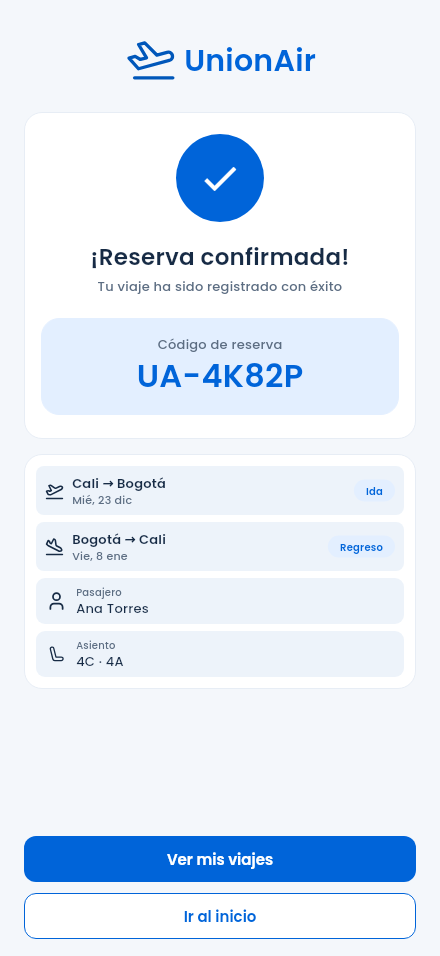 UnionAir
¡Reserva confirmada!
Tu viaje ha sido registrado con éxito
Código de reserva
UA-4K82P
Cali → Bogotá
Mié, 23 dic
Ida
Bogotá → Cali
Vie, 8 ene
Regreso
Pasajero
Ana Torres
Asiento
4C · 4A
Ver mis viajes
Ir al inicio